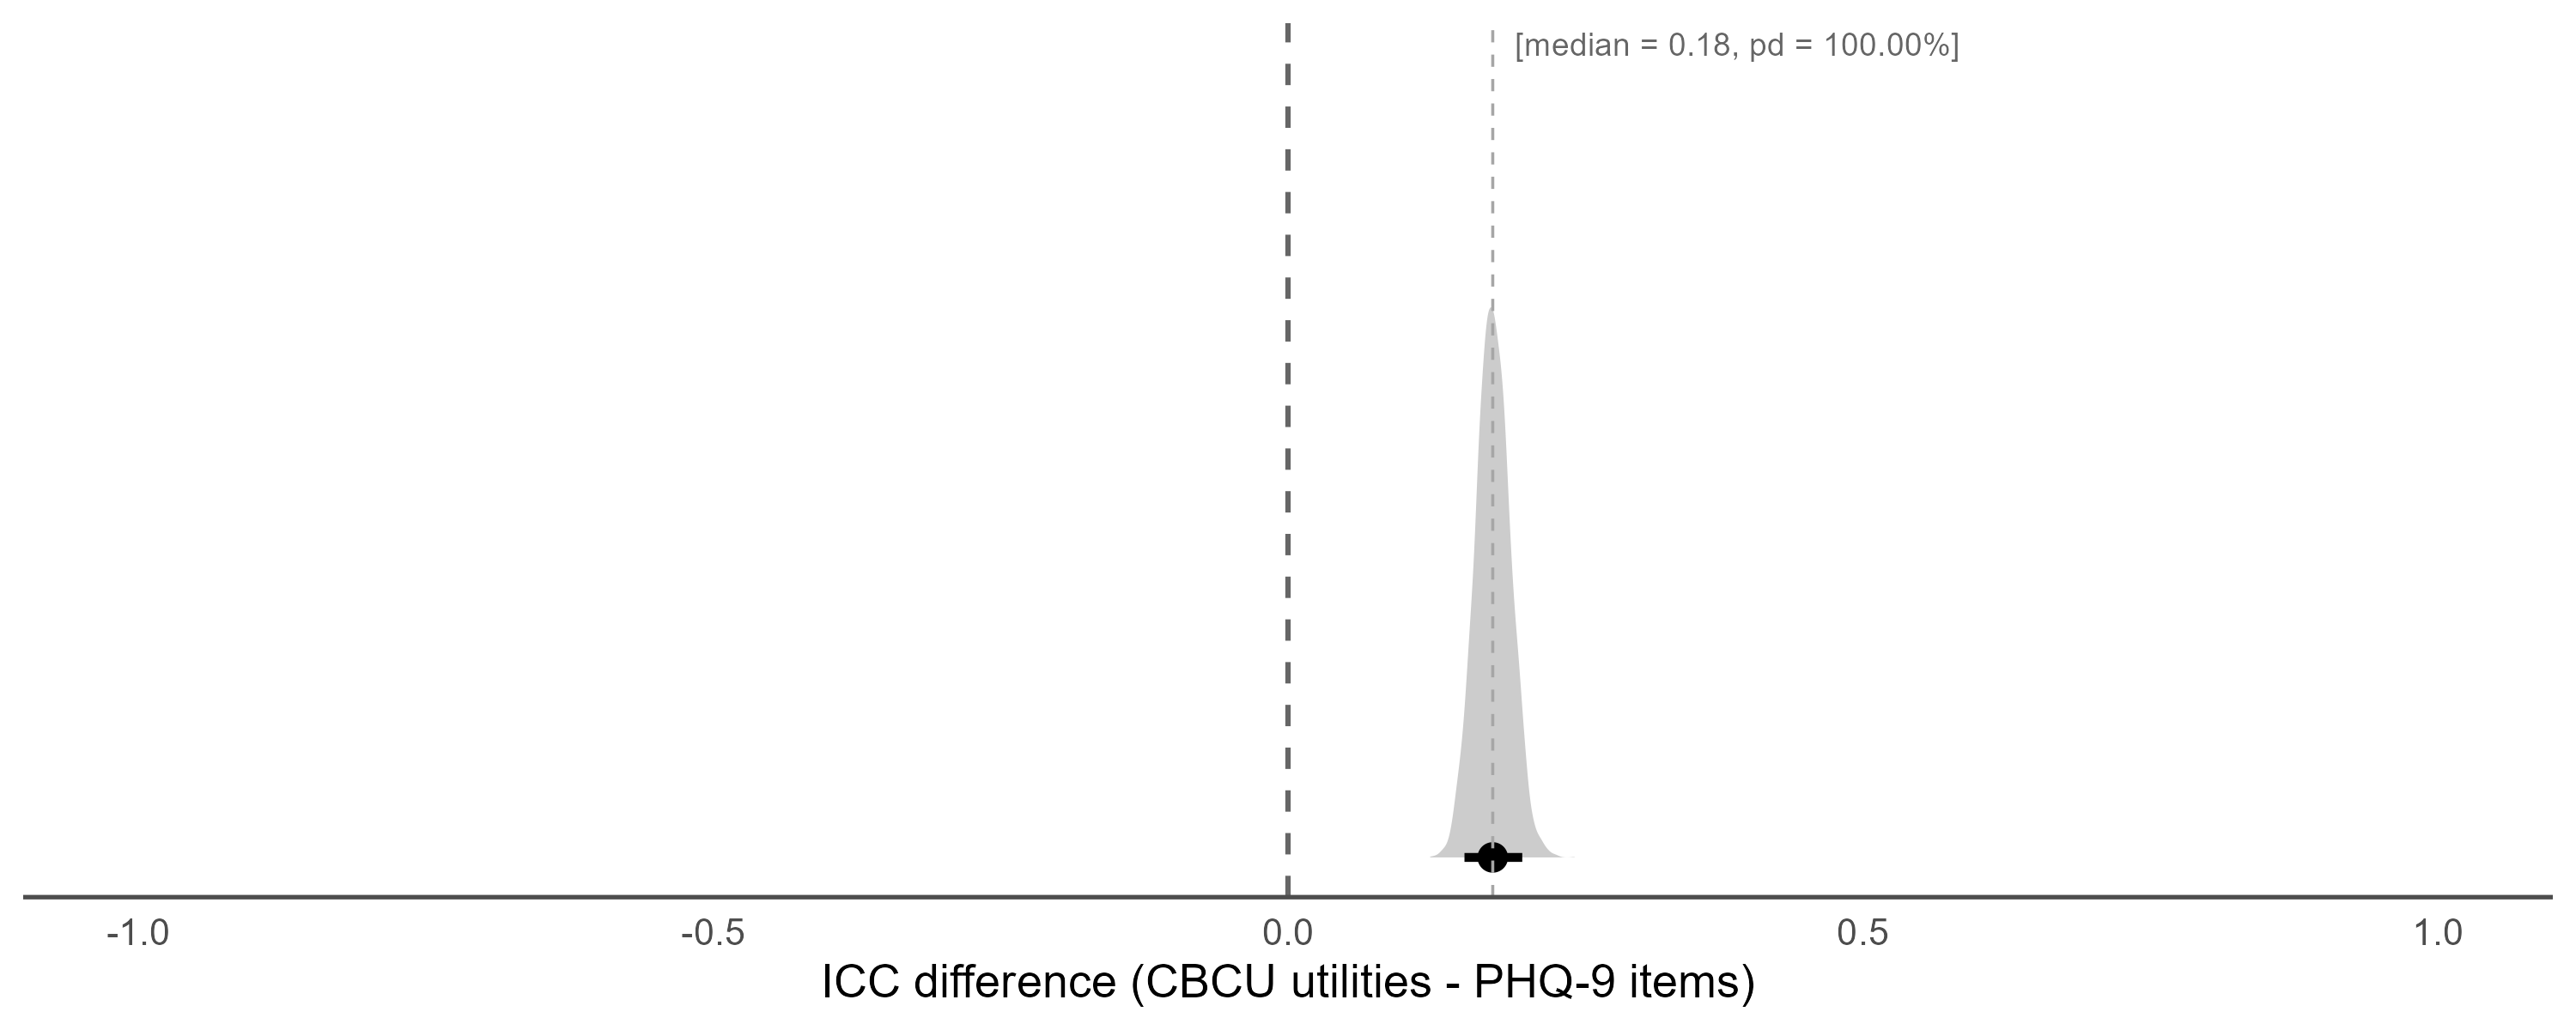 [median = 0.18, pd = 100.00%]
-1.0 -0.5 0.0 0.5 1.0
ICC difference (CBCU utilities - PHQ-9 items)